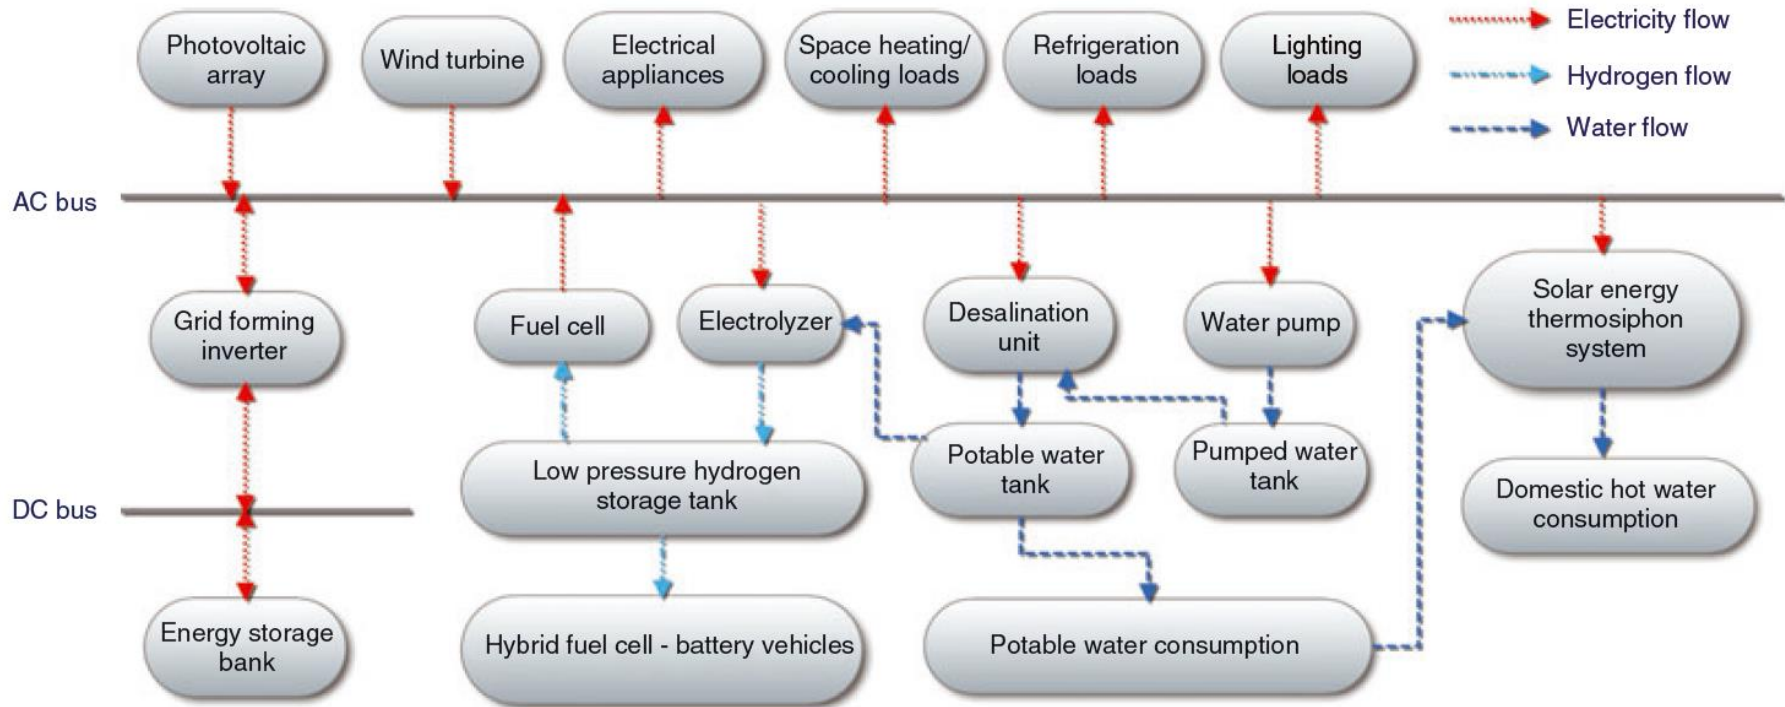 Photovoltaic
array
Wind turbine
Electrical
appliances
Space heating/
cooling loads
Refrigeration
loads
Lighting
loads
Electricity flow
Hydrogen flow
Water flow
AC bus
Grid forming
inverter
Fuel cell
Electrolyzer
Desalination
unit
Water pump
Solar energy
thermosiphon
system
Low pressure hydrogen
storage tank
Potable water
tank
Pumped water
tank
Domestic hot water
consumption
DC bus
Energy storage
bank
Hybrid fuel cell - battery vehicles
Potable water consumption